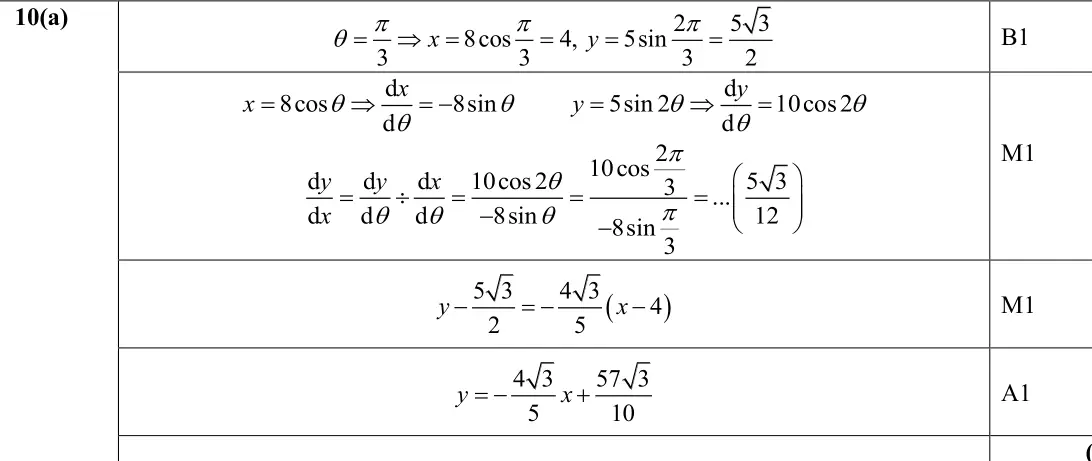 10(a)
θ = π/3 ⇒ x = 8cos π/3 = 4, y = 5sin 2π/3 = 5√3/2
B1
x = 8cosθ ⇒ dx/dθ = −8sinθ y = 5sin2θ ⇒ dy/dθ = 10cos2θ
dy/dx = dy/dθ ÷ dx/dθ = 10cos2θ/−8sinθ = 10cos 2π/3 / −8sin π/3 = ...(5√3/12)
M1
y − 5√3/2 = −4√3/5 (x − 4)
M1
y = −4√3/5 x + 57√3/10
A1
(